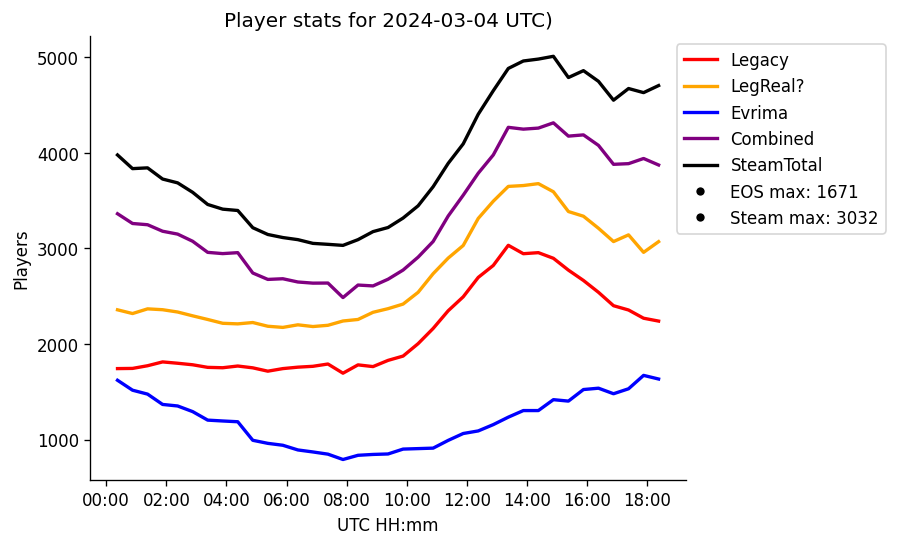 Player stats for 2024-03-04 UTC)
5000
4000
3000
2000
1000
Players
00:00 02:00 04:00 06:00 08:00 10:00 12:00 14:00 16:00 18:00
UTC HH:mm
Legacy
LegReal?
Evrima
Combined
SteamTotal
EOS max: 1671
Steam max: 3032